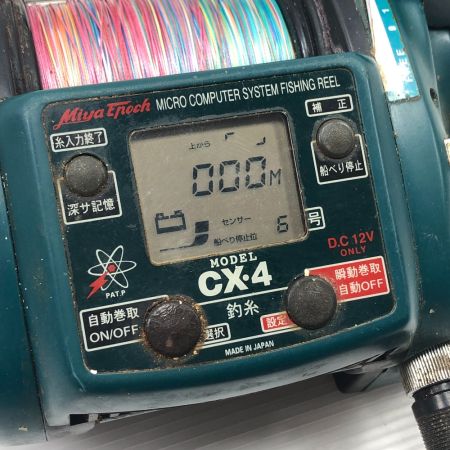 Miya Epoch MICRO COMPUTER SYSTEM FISHING REEL
糸入力終了
深サ記憶
補正
船べり停止
上から
000M
センサー
船べり停止位
6号
MODEL
CX·4
D.C 12V
ONLY
PAT.P
自動巻取
ON/OFF
選択
釣糸
設定
瞬動巻取
自動OFF
MADE IN JAPAN